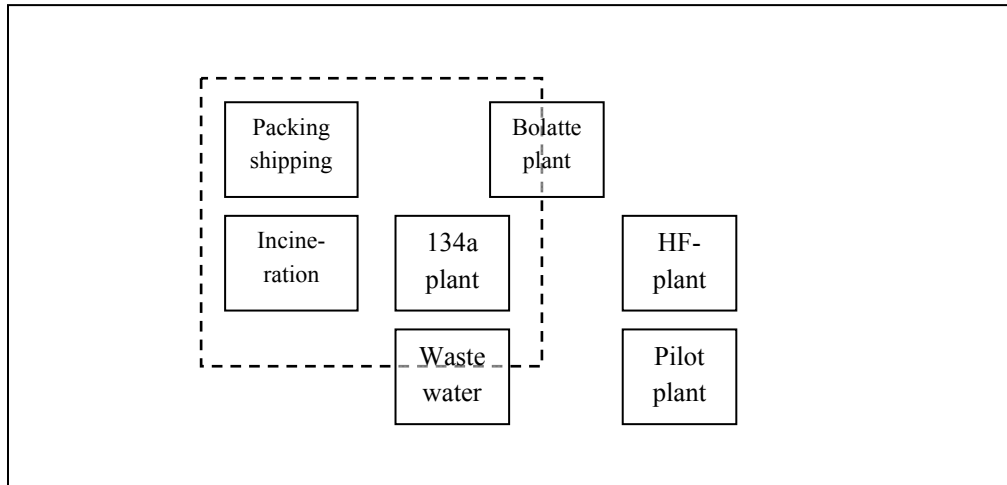 Packing
shipping
Bolatte
plant
Incine-
ration
134a
plant
HF-
plant
Waste
water
Pilot
plant